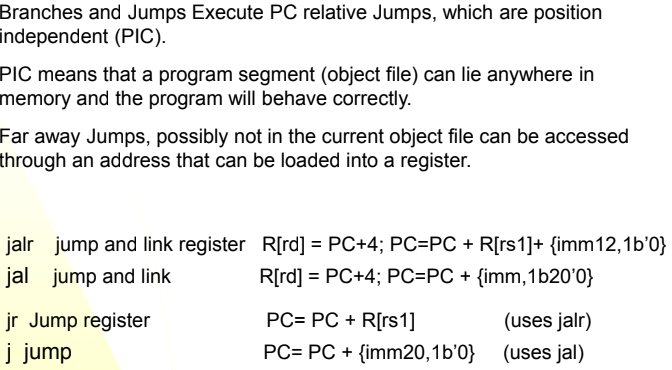 Branches and Jumps Execute PC relative Jumps, which are position
independent (PIC).
PIC means that a program segment (object file) can lie anywhere in
memory and the program will behave correctly.
Far away Jumps, possibly not in the current object file can be accessed
through an address that can be loaded into a register.
jalr jump and link register R[rd] = PC+4; PC=PC + R[rs1]+ {imm12,1b'0}
jal jump and link R[rd] = PC+4; PC=PC + {imm,1b20'0}
jr Jump register PC= PC + R[rs1] (uses jalr)
j jump PC= PC + {imm20,1b'0} (uses jal)